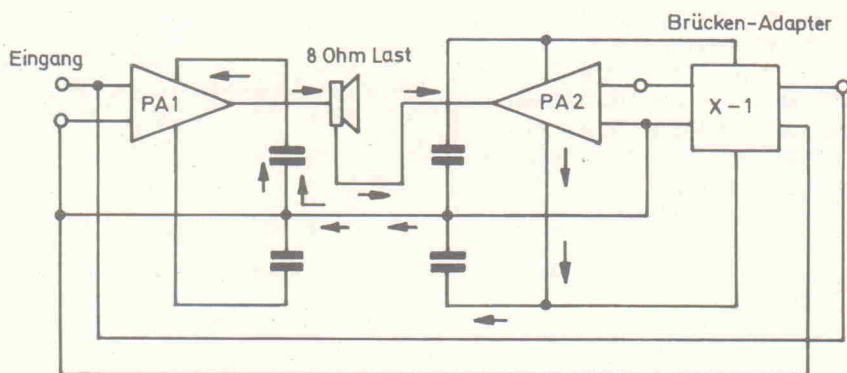 Brücken-Adapter
Eingang
8 Ohm Last
PA1
PA2
X-1